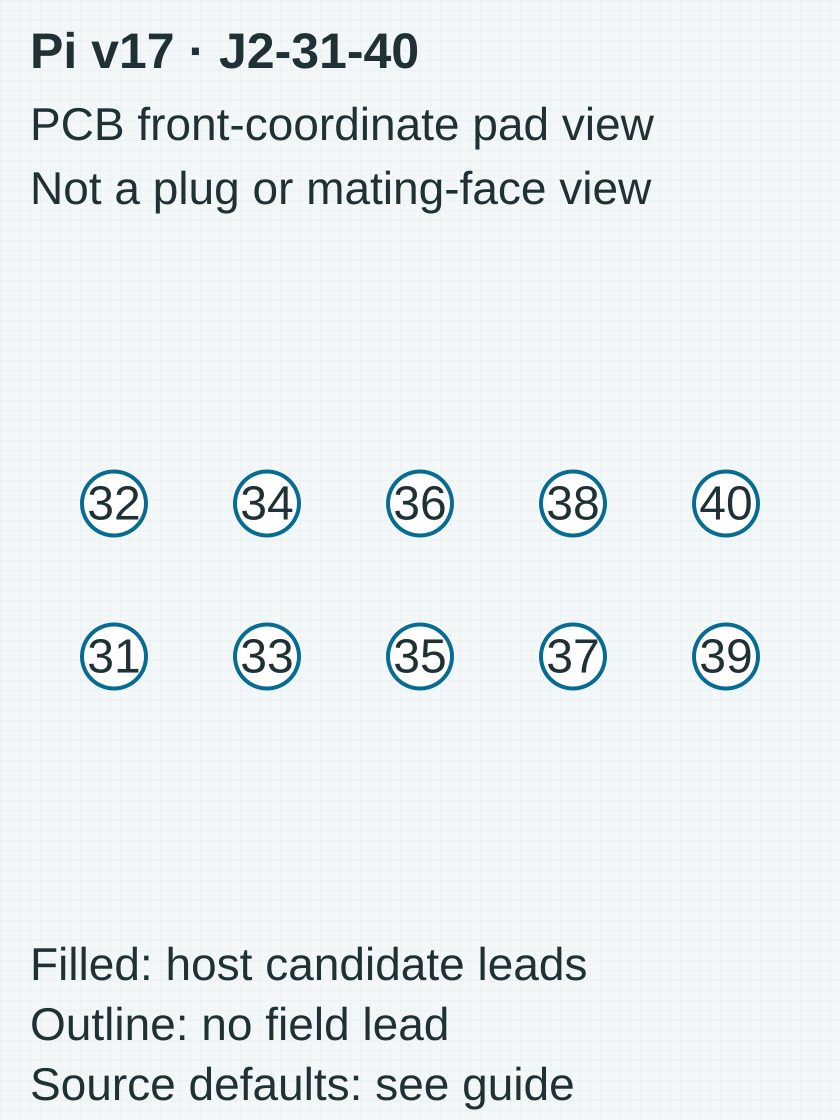 Pi v17 · J2-31-40
PCB front-coordinate pad view
Not a plug or mating-face view
32 34 36 38 40
31 33 35 37 39
Filled: host candidate leads
Outline: no field lead
Source defaults: see guide